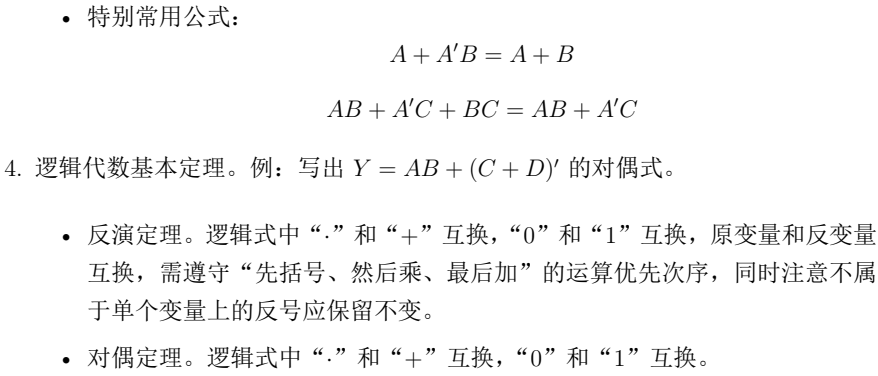 • 特别常用公式：
A + A′B = A + B
AB + A′C + BC = AB + A′C
4. 逻辑代数基本定理。例：写出 Y = AB + (C + D)′ 的对偶式。
• 反演定理。逻辑式中“·”和“+”互换，“0”和“1”互换，原变量和反变量
互换，需遵守“先括号、然后乘、最后加”的运算优先次序，同时注意不属
于单个变量上的反号应保留不变。
• 对偶定理。逻辑式中“·”和“+”互换，“0”和“1”互换。